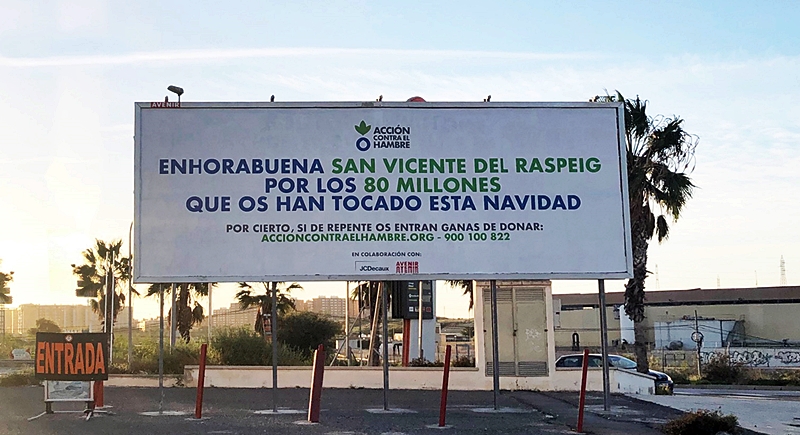 AVENIR
ACCIÓN
CONTRA EL
HAMBRE
ENHORABUENA SAN VICENTE DEL RASPEIG
POR LOS 80 MILLONES
QUE OS HAN TOCADO ESTA NAVIDAD
POR CIERTO, SI DE REPENTE OS ENTRAN GANAS DE DONAR:
ACCIONCONTRAELHAMBRE.ORG - 900 100 822
EN COLABORACIÓN CON:
JCDecaux AVENIR
AVENIR
ENTRADA